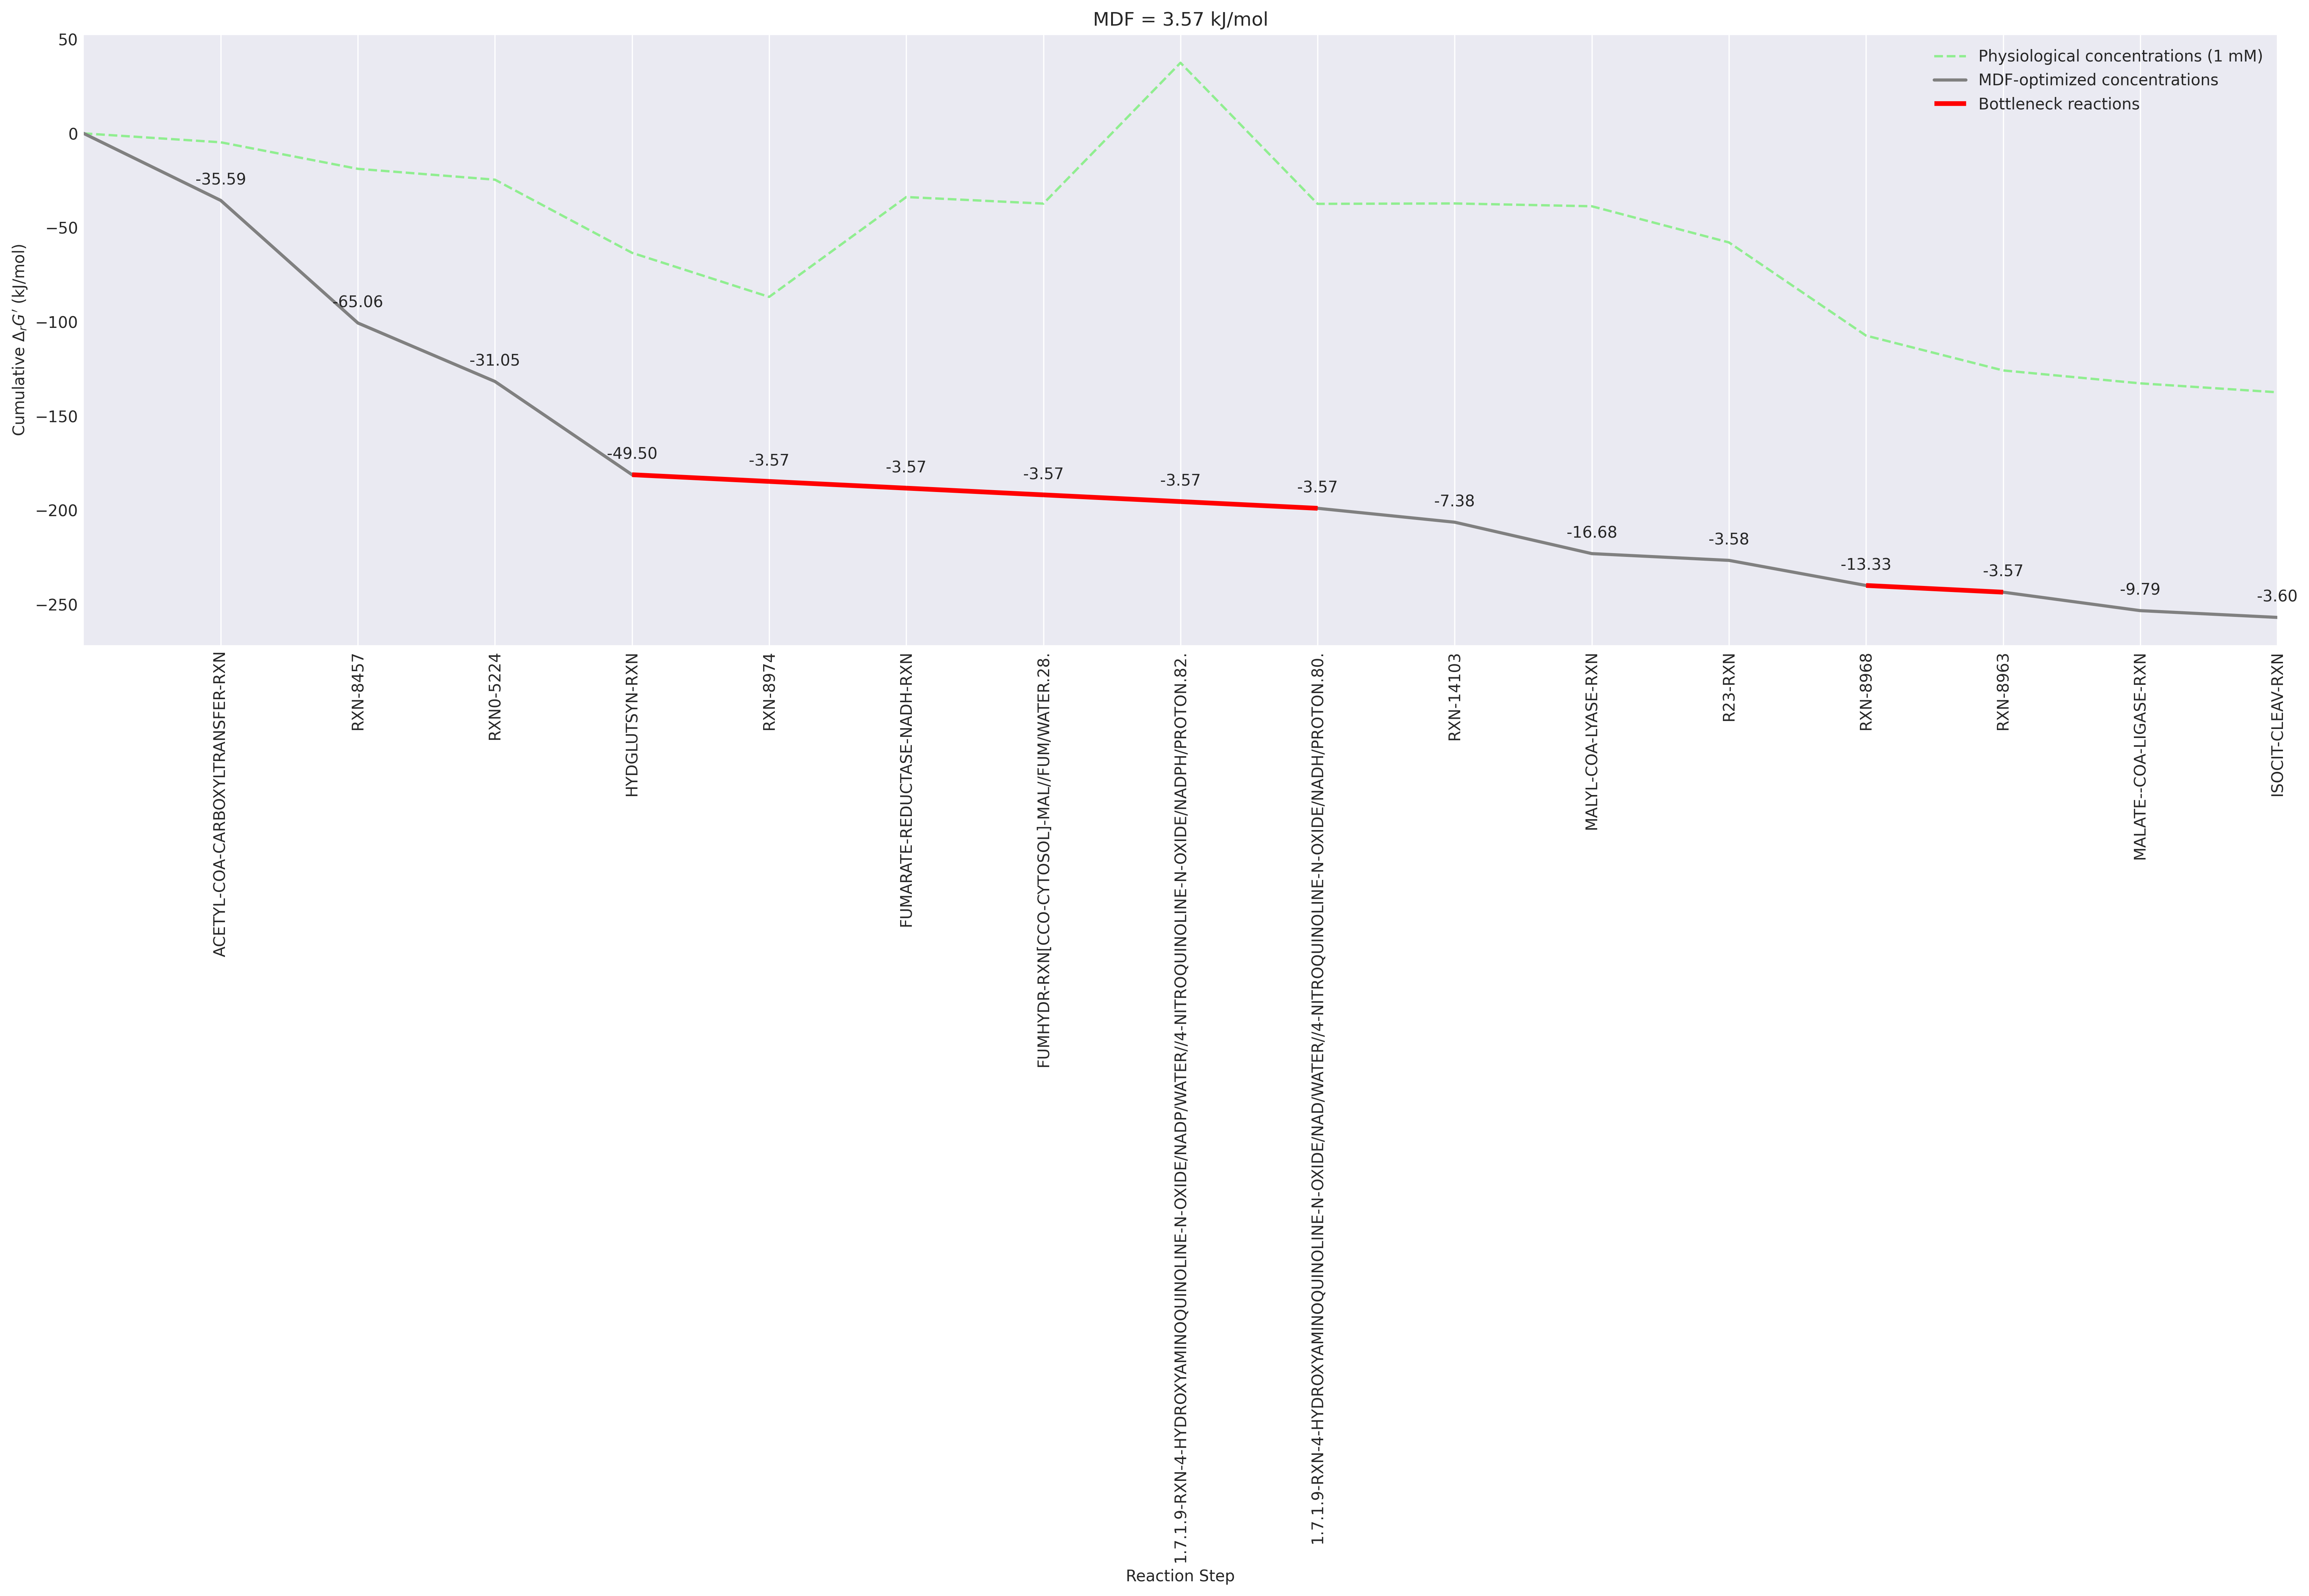 MDF = 3.57 kJ/mol
Physiological concentrations (1 mM)
MDF-optimized concentrations
Bottleneck reactions
Cumulative ΔrG′ (kJ/mol)
50
0
−50
−100
−150
−200
−250
-35.59
-65.06
-31.05
-49.50
-3.57
-3.57
-3.57
-3.57
-3.57
-7.38
-16.68
-3.58
-13.33
-3.57
-9.79
-3.60
ACETYL-COA-CARBOXYLTRANSFER-RXN
RXN-8457
RXN0-5224
HYDGLUTSYN-RXN
RXN-8974
FUMARATE-REDUCTASE-NADH-RXN
FUMHYDR-RXN[CCO-CYTOSOL]-MAL//FUM/WATER.28.
1.7.1.9-RXN-4-HYDROXYAMINOQUINOLINE-N-OXIDE/NADP/WATER//4-NITROQUINOLINE-N-OXIDE/NADPH/PROTON.82.
1.7.1.9-RXN-4-HYDROXYAMINOQUINOLINE-N-OXIDE/NAD/WATER//4-NITROQUINOLINE-N-OXIDE/NADH/PROTON.80.
RXN-14103
MALYL-COA-LYASE-RXN
R23-RXN
RXN-8968
RXN-8963
MALATE--COA-LIGASE-RXN
ISOCIT-CLEAV-RXN
Reaction Step